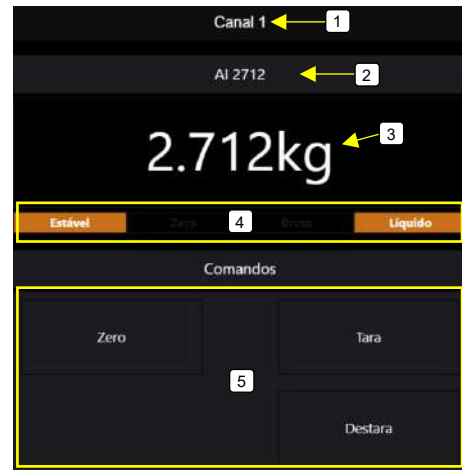 Canal 1 1
AI 2712 2
2.712kg 3
Estável Zero 4 Bruto Líquido
Comandos
Zero Tara
5
Destara